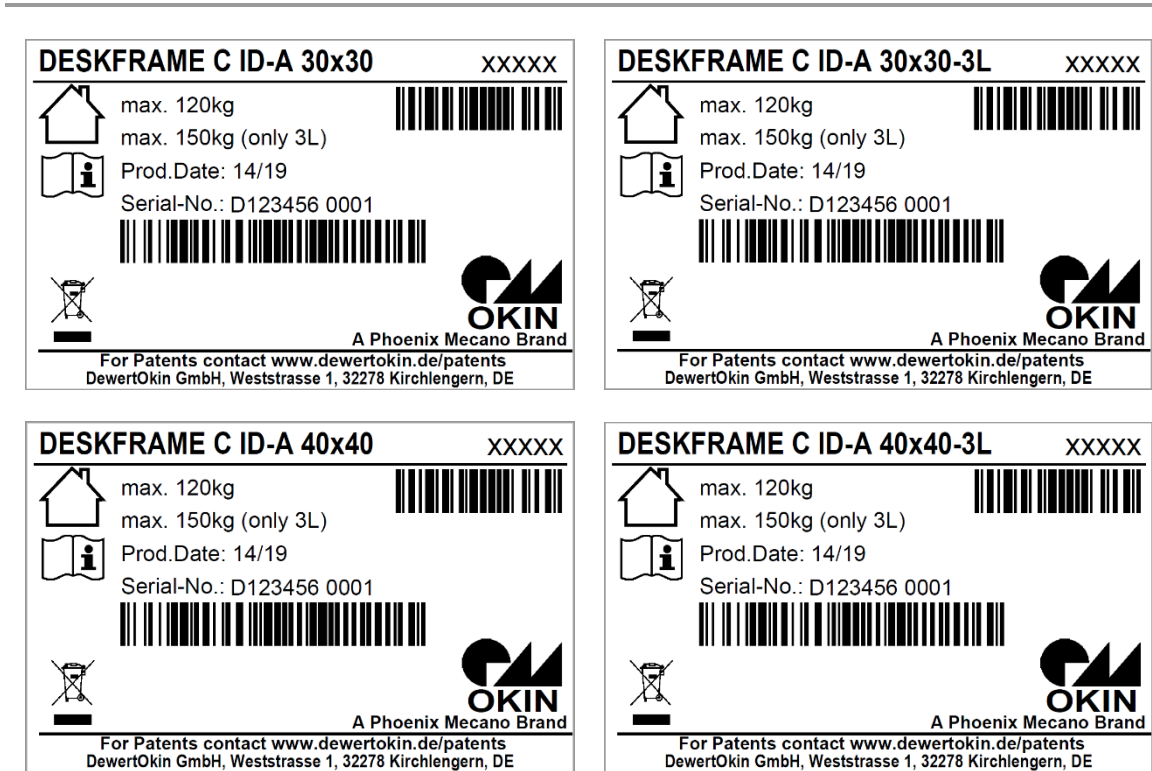 DESKFRAME C ID-A 30x30 xxxxx
max. 120kg
max. 150kg (only 3L)
Prod.Date: 14/19
Serial-No.: D123456 0001
OKIN
A Phoenix Mecano Brand
For Patents contact www.dewertokin.de/patents
DewertOkin GmbH, Weststrasse 1, 32278 Kirchlengern, DE
DESKFRAME C ID-A 30x30-3L xxxxx
max. 120kg
max. 150kg (only 3L)
Prod.Date: 14/19
Serial-No.: D123456 0001
OKIN
A Phoenix Mecano Brand
For Patents contact www.dewertokin.de/patents
DewertOkin GmbH, Weststrasse 1, 32278 Kirchlengern, DE
DESKFRAME C ID-A 40x40 xxxxx
max. 120kg
max. 150kg (only 3L)
Prod.Date: 14/19
Serial-No.: D123456 0001
OKIN
A Phoenix Mecano Brand
For Patents contact www.dewertokin.de/patents
DewertOkin GmbH, Weststrasse 1, 32278 Kirchlengern, DE
DESKFRAME C ID-A 40x40-3L xxxxx
max. 120kg
max. 150kg (only 3L)
Prod.Date: 14/19
Serial-No.: D123456 0001
OKIN
A Phoenix Mecano Brand
For Patents contact www.dewertokin.de/patents
DewertOkin GmbH, Weststrasse 1, 32278 Kirchlengern, DE